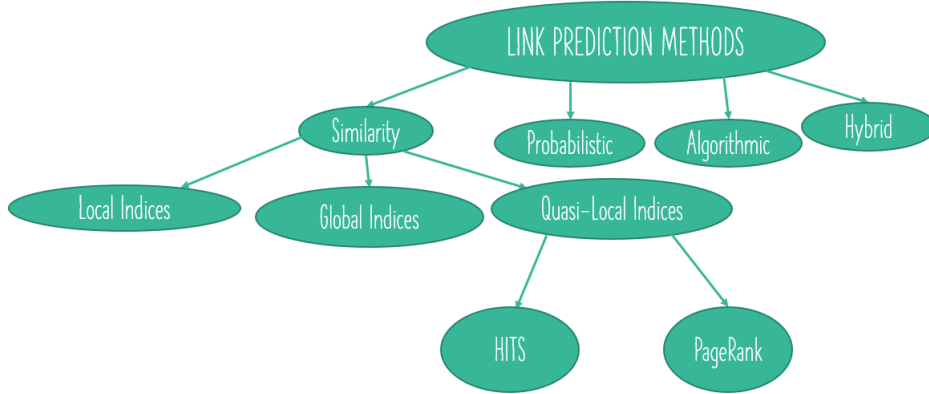 LINK PREDICTION METHODS
Similarity
Probabilistic
Algorithmic
Hybrid
Local Indices
Global Indices
Quasi-Local Indices
HITS
PageRank